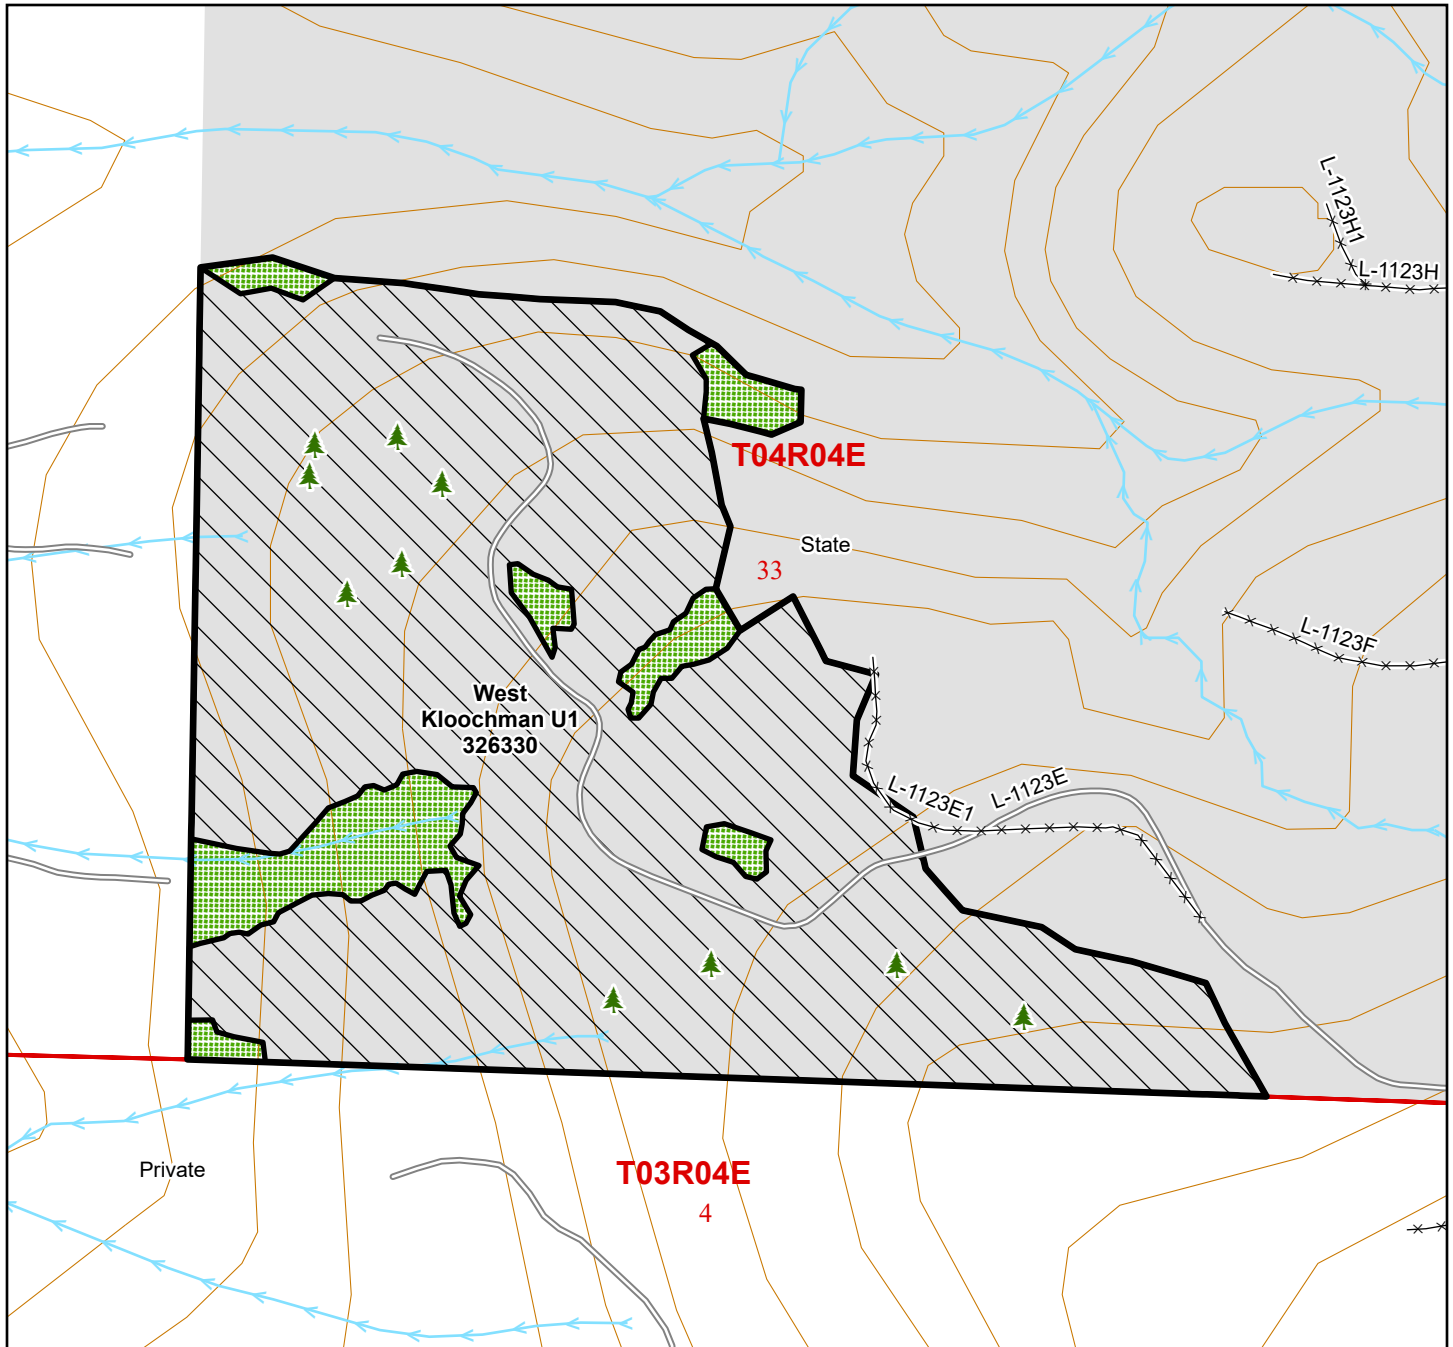 L-1123H1
L-1123H
T04R04E
State
33
L-1123F
West
Kloochman U1
326330
L-1123E
L-1123E1
Private
T03R04E
4